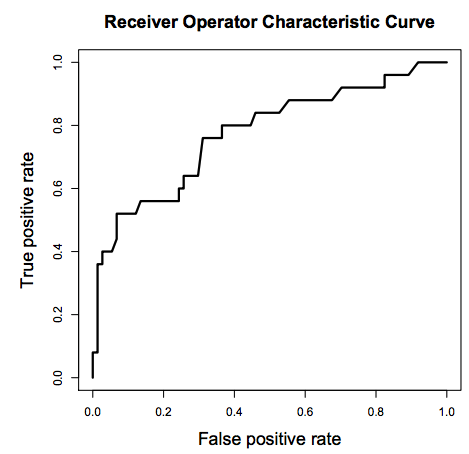 Receiver Operator Characteristic Curve
True positive rate
1.0
0.8
0.6
0.4
0.2
0.0
0.0 0.2 0.4 0.6 0.8 1.0
False positive rate